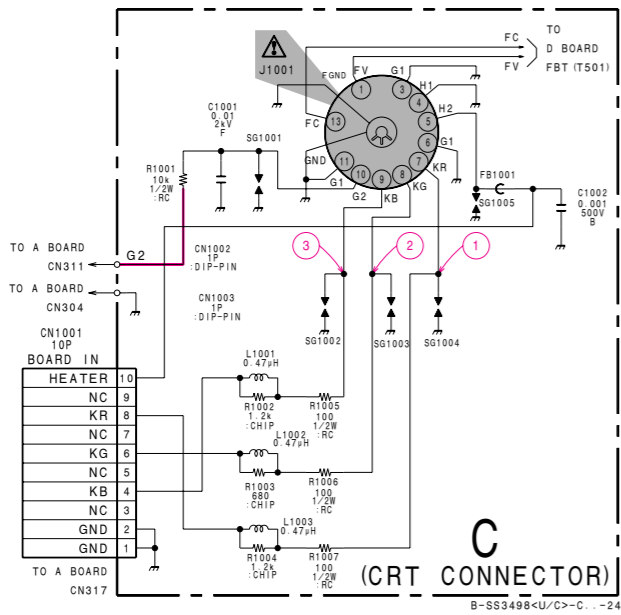 TO
D BOARD
FBT (T501)
FC
FV
J1001
FGND
FV
G1
H1
H2
G1
KR
KG
KB
G2
G1
GND
FC
1
3
4
5
6
7
8
9
10
11
13
C1001
0.01
2kV
F
SG1001
R1001
10k
1/2W
:RC
FB1001
SG1005
C1002
0.001
500V
B
TO A BOARD
CN311
G2
CN1002
1P
:DIP-PIN
3
2
1
TO A BOARD
CN304
CN1003
1P
:DIP-PIN
SG1002
SG1003
SG1004
CN1001
10P
BOARD IN
HEATER 10
NC 9
KR 8
NC 7
KG 6
NC 5
KB 4
NC 3
GND 2
GND 1
TO A BOARD
CN317
L1001
0.47µH
R1002
1.2k
:CHIP
R1005
100
1/2W
:RC
L1002
0.47µH
R1003
680
:CHIP
R1006
100
1/2W
:RC
L1003
0.47µH
R1004
1.2k
:CHIP
R1007
100
1/2W
:RC
C
(CRT CONNECTOR)
B-SS3498<U/C>-C..-24